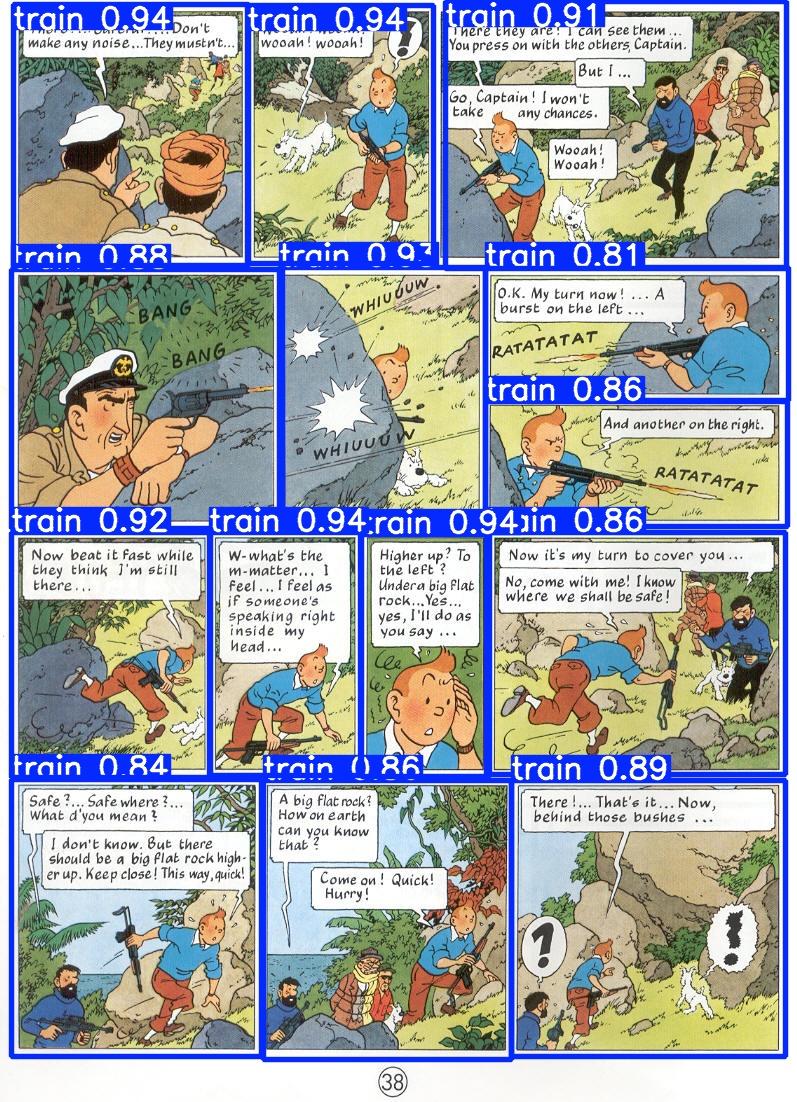 train 0.94
make any noise...They mustn't...
Don't
train 0.94
wooah! wooah!
!
train 0.91
There they are! I can see them...
You press on with the others, Captain.
But I ...
Go, Captain! I won't
take any chances.
Wooah!
Wooah!
train 0.88
BANG
BANG
train 0.93
WHIUUUW
WHIUUUW
train 0.81
O.K. My turn now! ... A
burst on the left ...
RATATATAT
train 0.86
And another on the right.
RATATATAT
train 0.92
Now beat it fast while
they think I'm still
there ...
train 0.94
W-what's the
m-matter... I
feel... I feel as
if someone's
speaking right
inside my
head...
train 0.94
Higher up? To
the left?
Under a big flat
rock...Yes...
yes, I'll do as
you say ...
0.86
Now it's my turn to cover you ...
No, come with me! I know
where we shall be safe!
train 0.84
Safe?... Safe where?...
What d'you mean?
I don't know. But there
should be a big flat rock high-
er up. Keep close! This way, quick!
train 0.86
A big flat rock?
How on earth
can you know
that?
Come on! Quick!
Hurry!
train 0.89
There!... That's it... Now,
behind those bushes ...
?
!
38